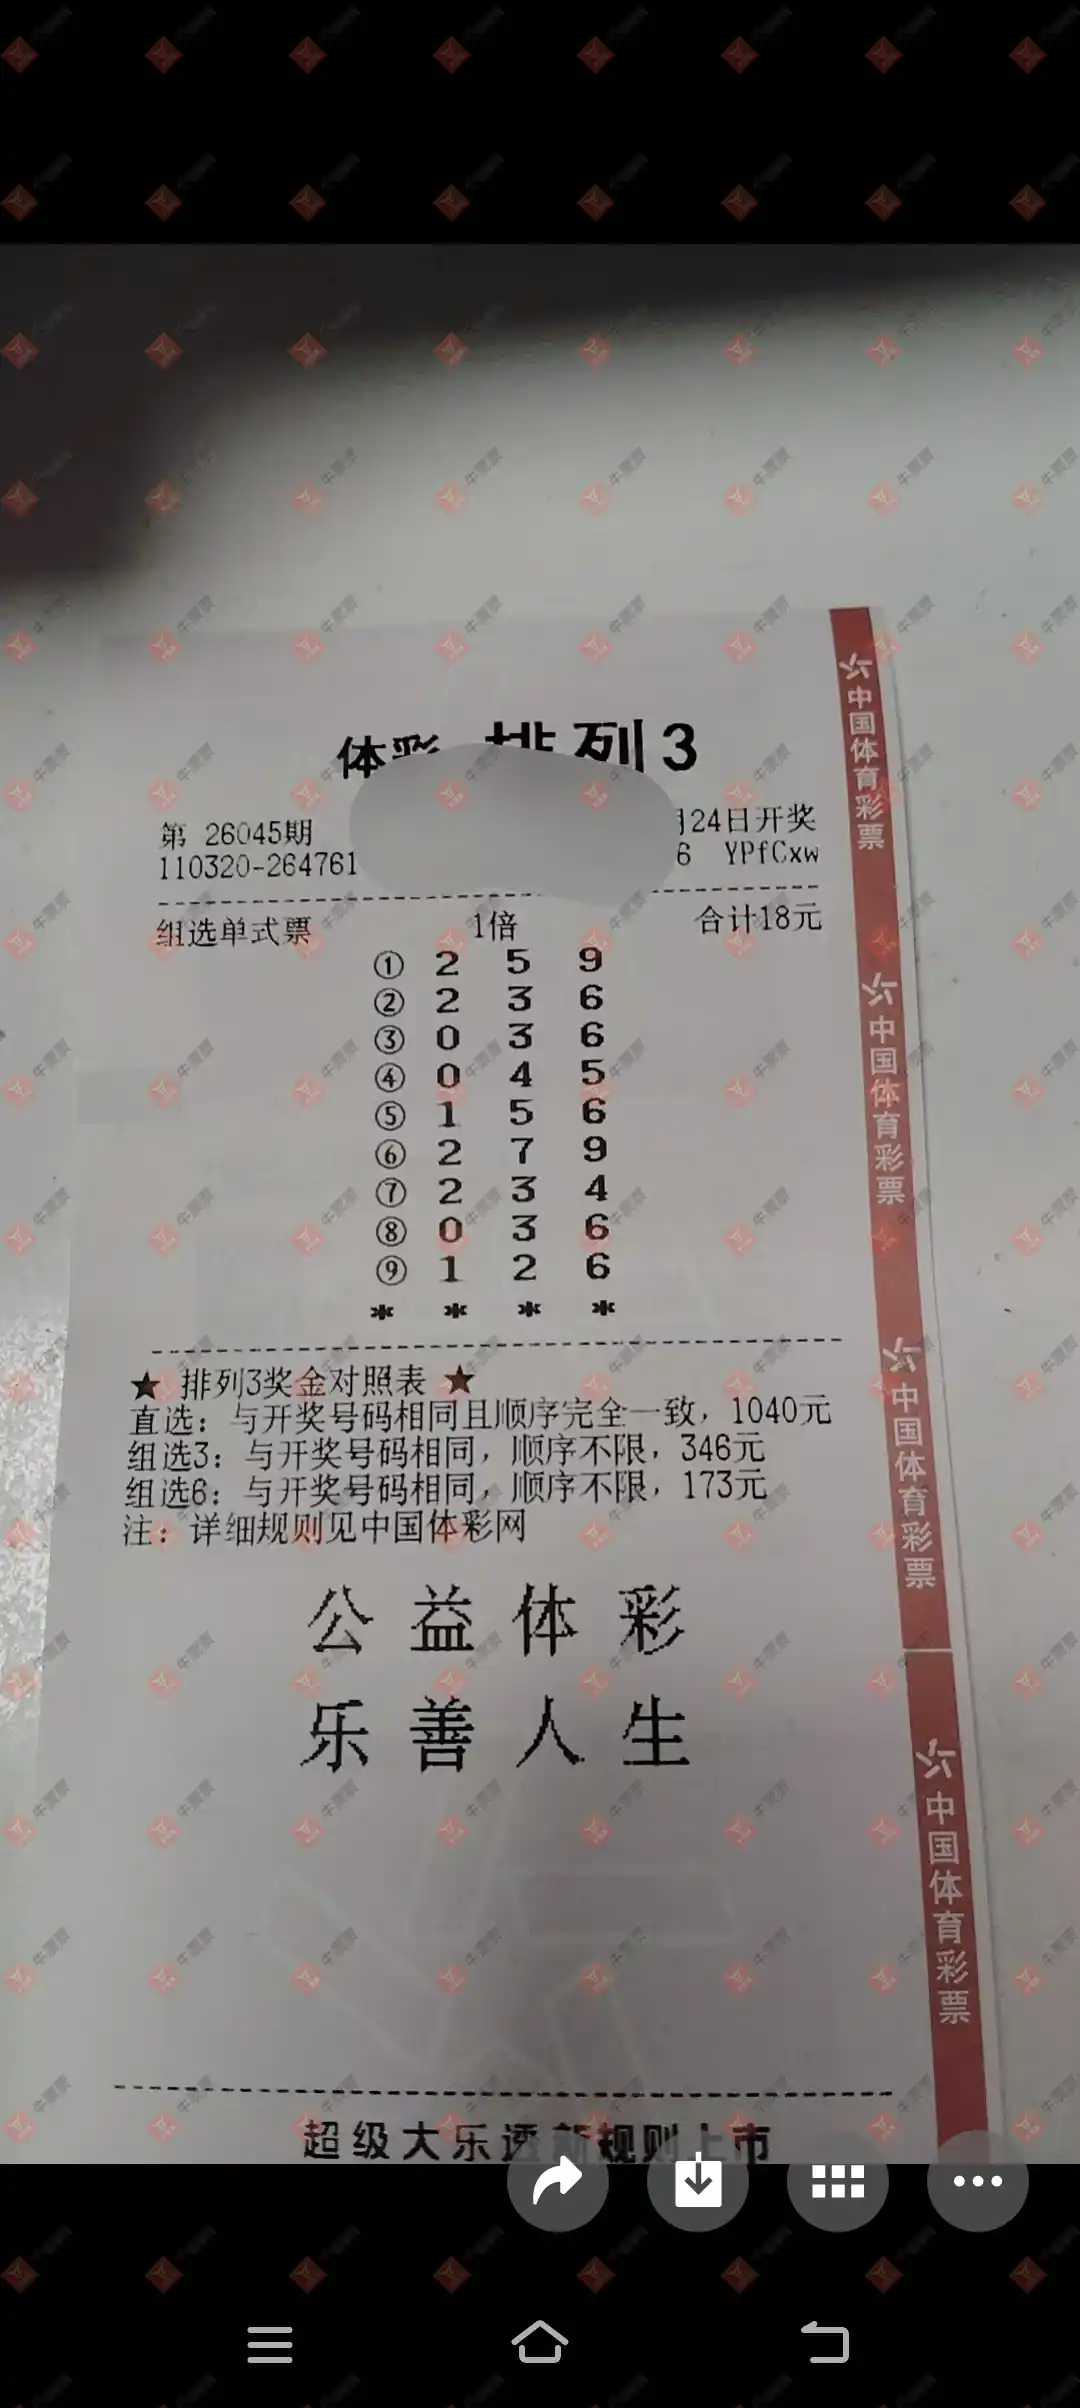 体彩 排列3
第 26045期 月24日开奖
110320-264761 6 YPfCxw
组选单式票 1倍 合计18元
① 2 5 9
② 2 3 6
③ 0 3 6
④ 0 4 5
⑤ 1 5 6
⑥ 2 7 9
⑦ 2 3 4
⑧ 0 3 6
⑨ 1 2 6
* * * *
★ 排列3奖金对照表 ★
直选：与开奖号码相同且顺序完全一致，1040元
组选3：与开奖号码相同，顺序不限，346元
组选6：与开奖号码相同，顺序不限，173元
注：详细规则见中国体彩网
公益体彩
乐善人生
超级大乐透新规则上市
中国体育彩票
中国体育彩票
中国体育彩票
中国体育彩票